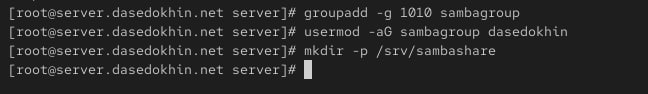 [root@server.dasedokhin.net server]# groupadd -g 1010 sambagroup
[root@server.dasedokhin.net server]# usermod -aG sambagroup dasedokhin
[root@server.dasedokhin.net server]# mkdir -p /srv/sambashare
[root@server.dasedokhin.net server]#